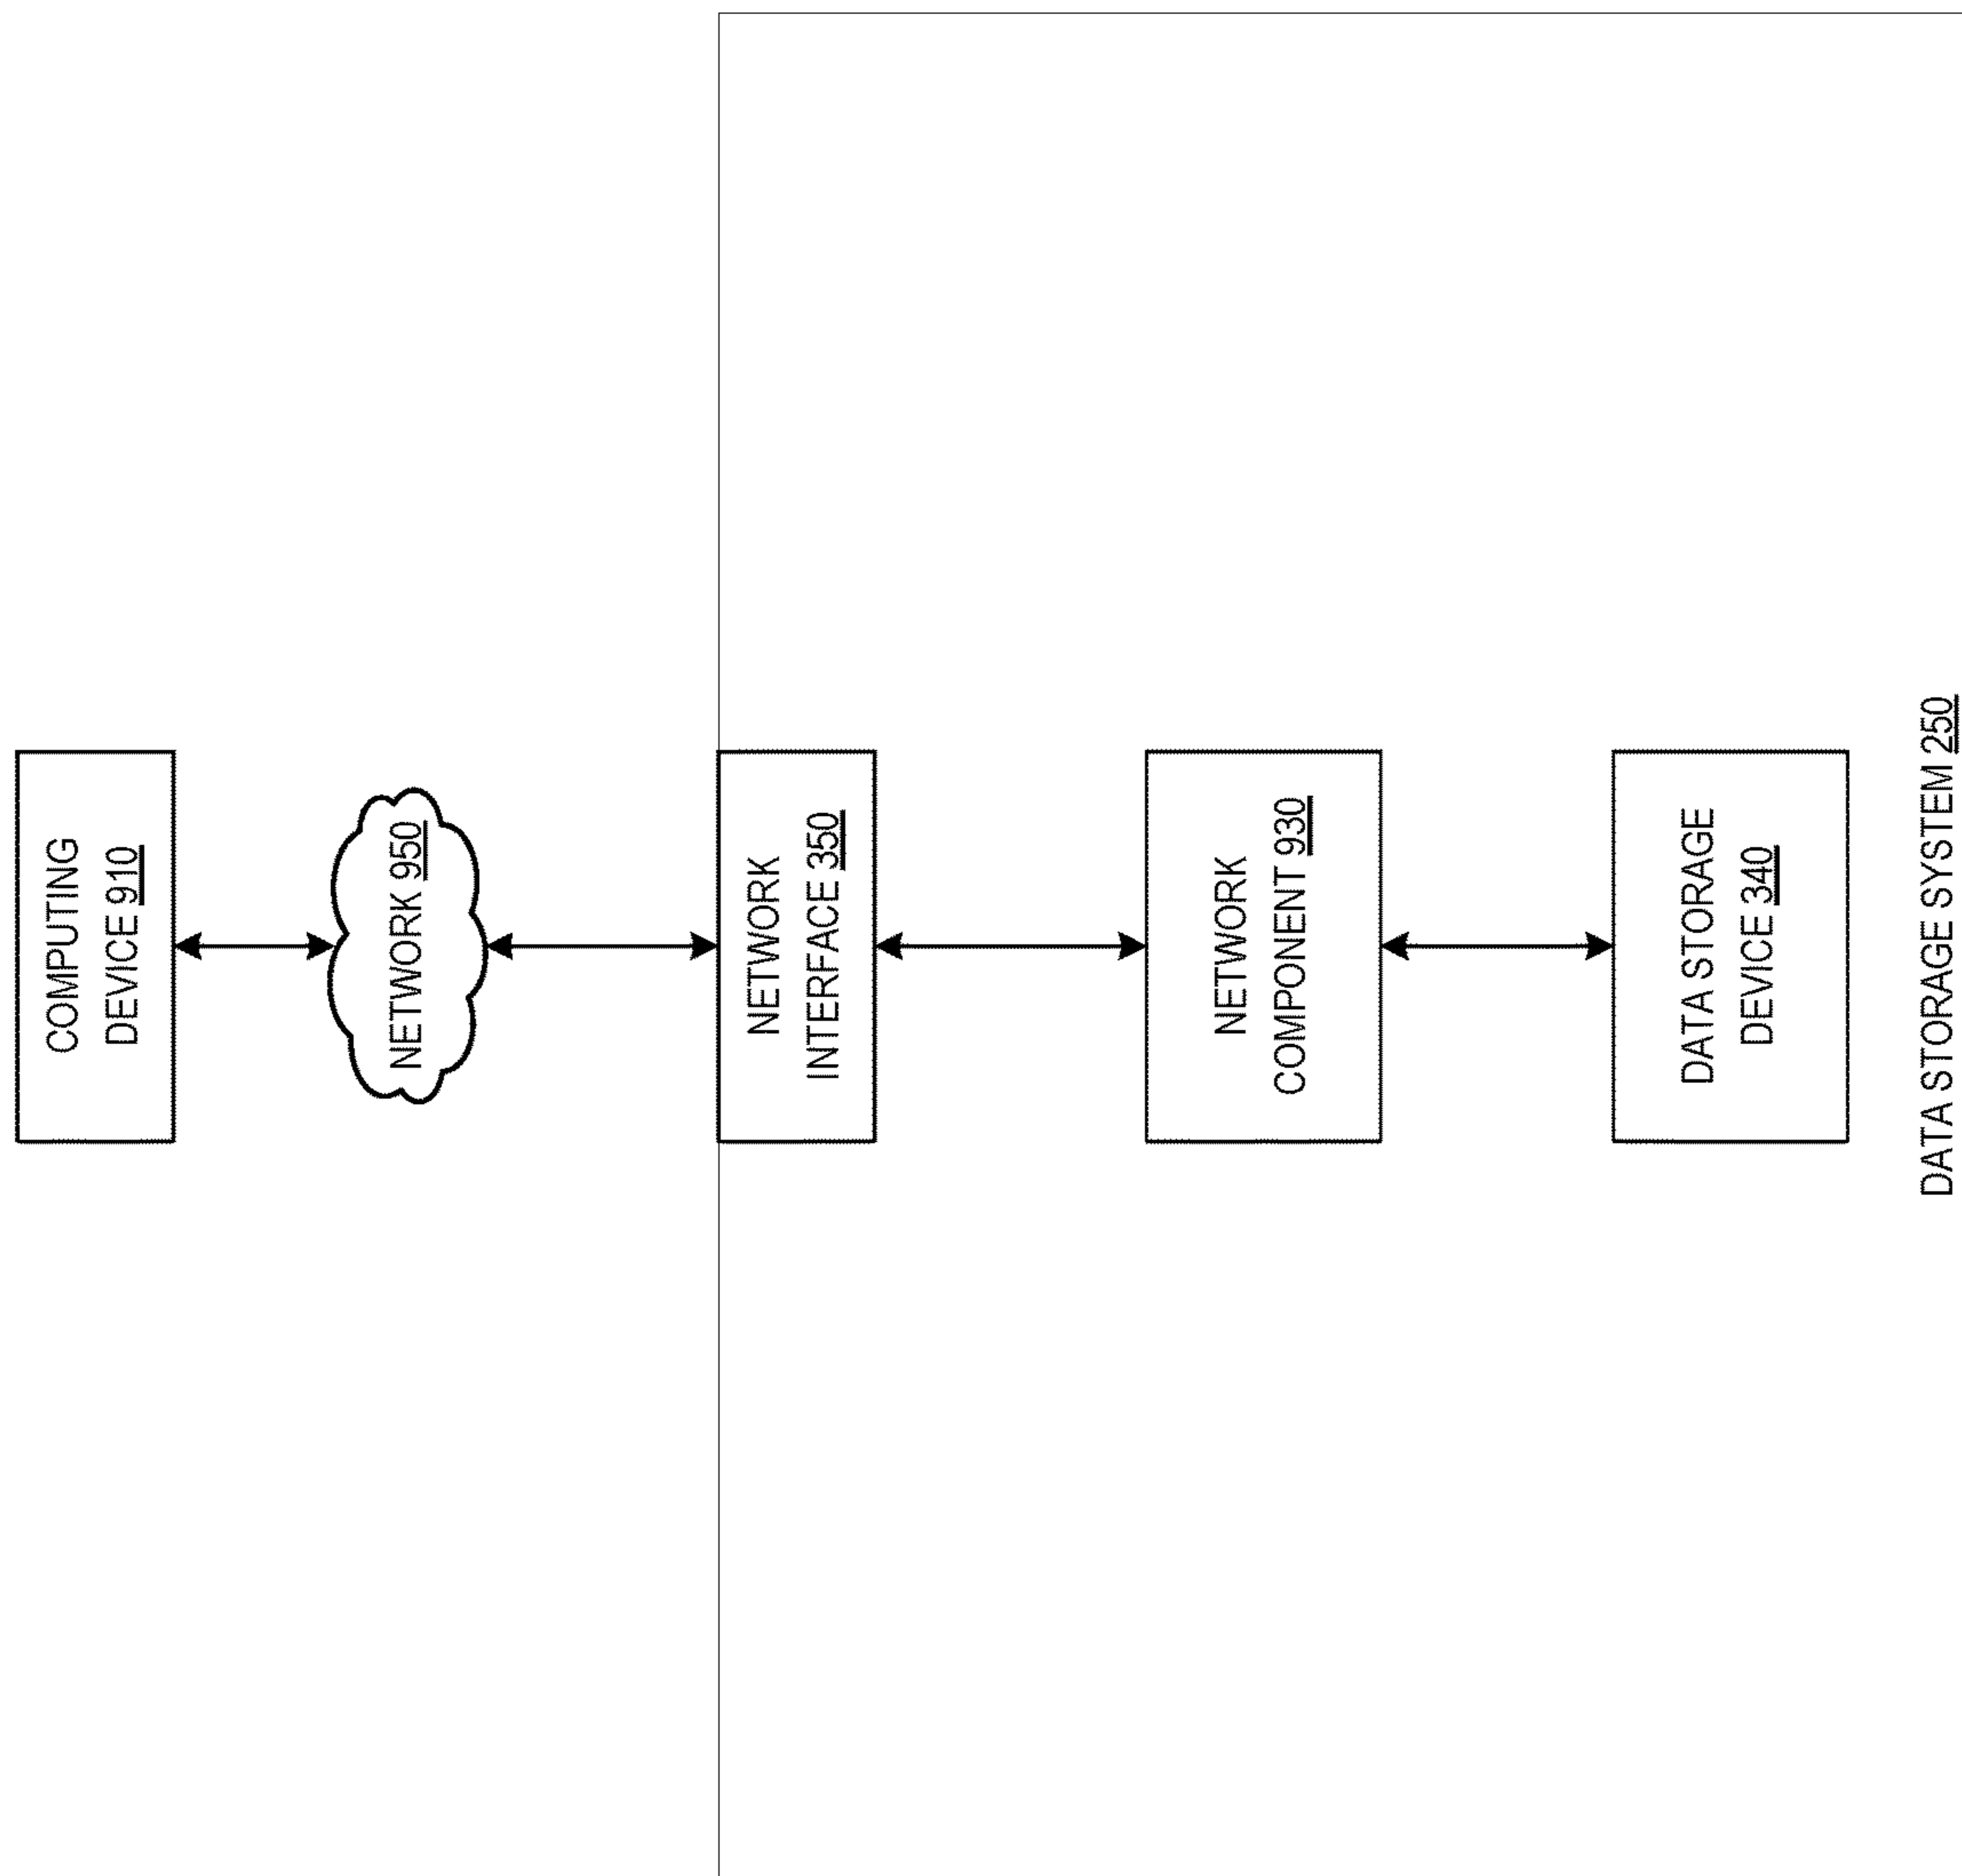 COMPUTING
DEVICE 910
NETWORK 950
NETWORK
INTERFACE 350
NETWORK
COMPONENT 930
DATA STORAGE
DEVICE 340
DATA STORAGE SYSTEM 250